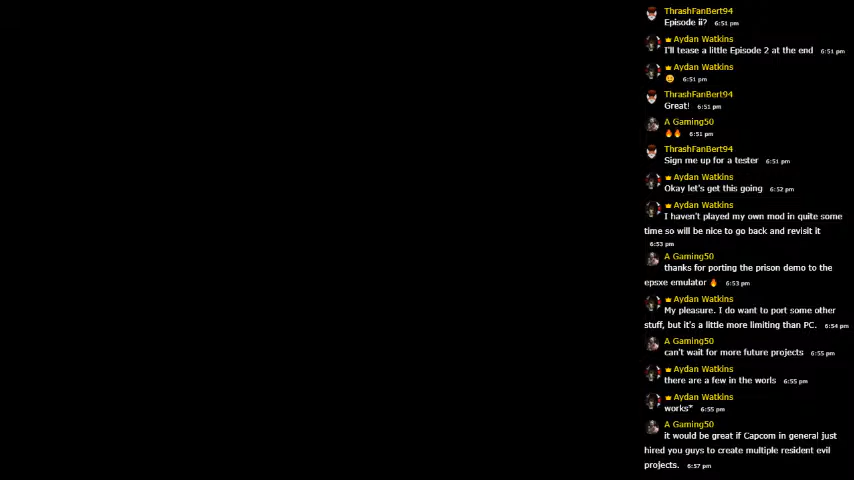 ThrashFanBert94
Episode ii? 6:51 pm
Aydan Watkins
I'll tease a little Episode 2 at the end 6:51 pm
Aydan Watkins
😀 6:51 pm
ThrashFanBert94
Great! 6:51 pm
A Gaming50
🔥🔥 6:51 pm
ThrashFanBert94
Sign me up for a tester 6:51 pm
Aydan Watkins
Okay let's get this going 6:52 pm
Aydan Watkins
I haven't played my own mod in quite some
time so will be nice to go back and revisit it
6:53 pm
A Gaming50
thanks for porting the prison demo to the
epsxe emulator 🔥 6:53 pm
Aydan Watkins
My pleasure. I do want to port some other
stuff, but it's a little more limiting than PC. 6:54 pm
A Gaming50
can't wait for more future projects 6:55 pm
Aydan Watkins
there are a few in the worls 6:55 pm
Aydan Watkins
works* 6:55 pm
A Gaming50
it would be great if Capcom in general just
hired you guys to create multiple resident evil
projects. 6:57 pm